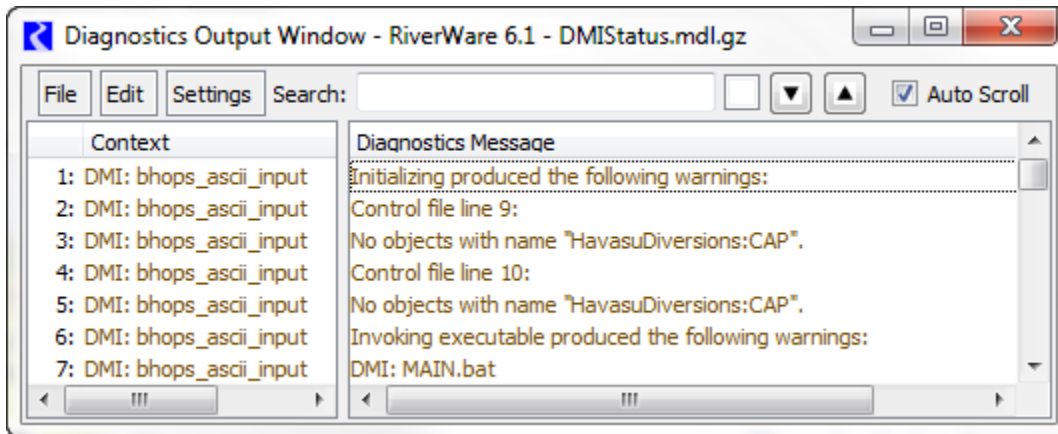 Diagnostics Output Window - RiverWare 6.1 - DMIStatus.mdl.gz
File Edit Settings Search: Auto Scroll
Context Diagnostics Message
1: DMI: bhops_ascii_input Initializing produced the following warnings:
2: DMI: bhops_ascii_input Control file line 9:
3: DMI: bhops_ascii_input No objects with name "HavasuDiversions:CAP".
4: DMI: bhops_ascii_input Control file line 10:
5: DMI: bhops_ascii_input No objects with name "HavasuDiversions:CAP".
6: DMI: bhops_ascii_input Invoking executable produced the following warnings:
7: DMI: bhops_ascii_input DMI: MAIN.bat